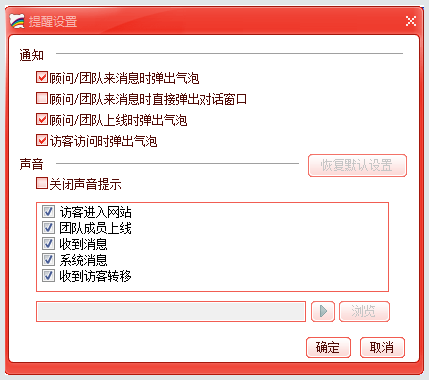 提醒设置
通知
顾问/团队来消息时弹出气泡
顾问/团队来消息时直接弹出对话窗口
顾问/团队上线时弹出气泡
访客访问时弹出气泡
声音
恢复默认设置
关闭声音提示
访客进入网站
团队成员上线
收到消息
系统消息
收到访客转移
浏览
确定 取消